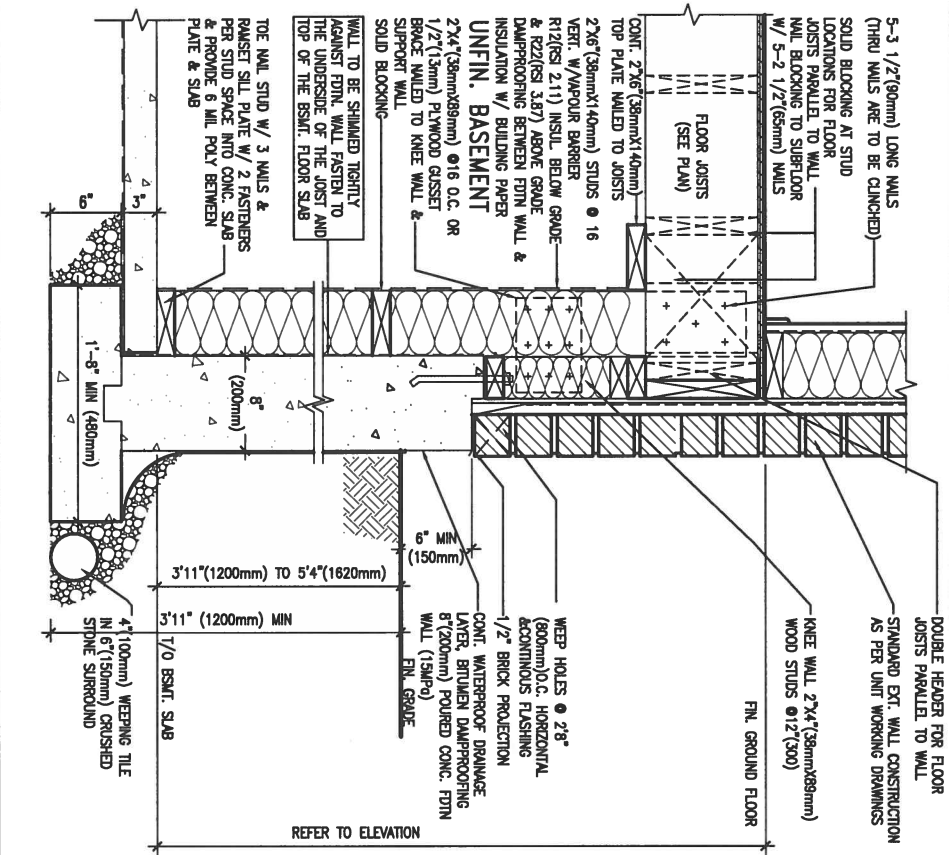 5-3 1/2"(90mm) LONG NAILS
(THRU NAILS ARE TO BE CLINCHED)
SOLID BLOCKING AT STUD
LOCATIONS FOR FLOOR
JOISTS PARALLEL TO WALL
NAIL BLOCKING TO SUBFLOOR
W/ 5-2 1/2"(65mm) NAILS
FLOOR JOISTS
(SEE PLAN)
CONT. 2"X6"(38mmX140mm)
TOP PLATE NAILED TO JOISTS
2"X6"(38mmX140mm) STUDS @ 16
VERT. W/VAPOUR BARRIER
R12(RSI 2.11) INSUL BELOW GRADE
& R22(RSI 3.87) ABOVE GRADE
DAMPPROOFING BETWEEN FDTN WALL &
INSULATION W/ BUILDING PAPER
UNFIN. BASEMENT
2"X4"(38mmX89mm) @16 O.C. OR
1/2"(13mm) PLYWOOD GUSSET
BRACE NAILED TO KNEE WALL &
SUPPORT WALL
SOLID BLOCKING
WALL TO BE SHIMMED TIGHTLY
AGAINST FDTN. WALL FASTEN TO
THE UNDERSIDE OF THE JOIST AND
TOP OF THE BSMT. FLOOR SLAB
TOE NAIL STUD W/ 3 NAILS &
RAMSET SILL PLATE W/ 2 FASTENERS
PER STUD SPACE INTO CONC. SLAB
& PROVIDE 6 MIL POLY BETWEEN
PLATE & SLAB
3"
6"
8"
(200mm)
1'-8" MIN (480mm)
DOUBLE HEADER FOR FLOOR
JOISTS PARALLEL TO WALL
STANDARD EXT. WALL CONSTRUCTION
AS PER UNIT WORKING DRAWINGS
KNEE WALL 2"X4"(38mmX89mm)
WOOD STUDS @12"(300)
FIN. GROUND FLOOR
WEEP HOLES @ 2'8"
(800mm)O.C. HORIZONTAL
&CONTINOUS FLASHING
1/2" BRICK PROJECTION
CONT. WATERPROOF DRAINAGE
LAYER, BITUMEN DAMPPROOFING
8"(200mm) POURED CONC. FDTN
WALL (15MPa)
FIN. GRADE
6" MIN
(150mm)
3'11"(1200mm) TO 5'4"(1620mm)
3'11" (1200mm) MIN
T/O BSMT. SLAB
4"(100mm) WEEPING TILE
IN 6"(150mm) CRUSHED
STONE SURROUND
REFER TO ELEVATION